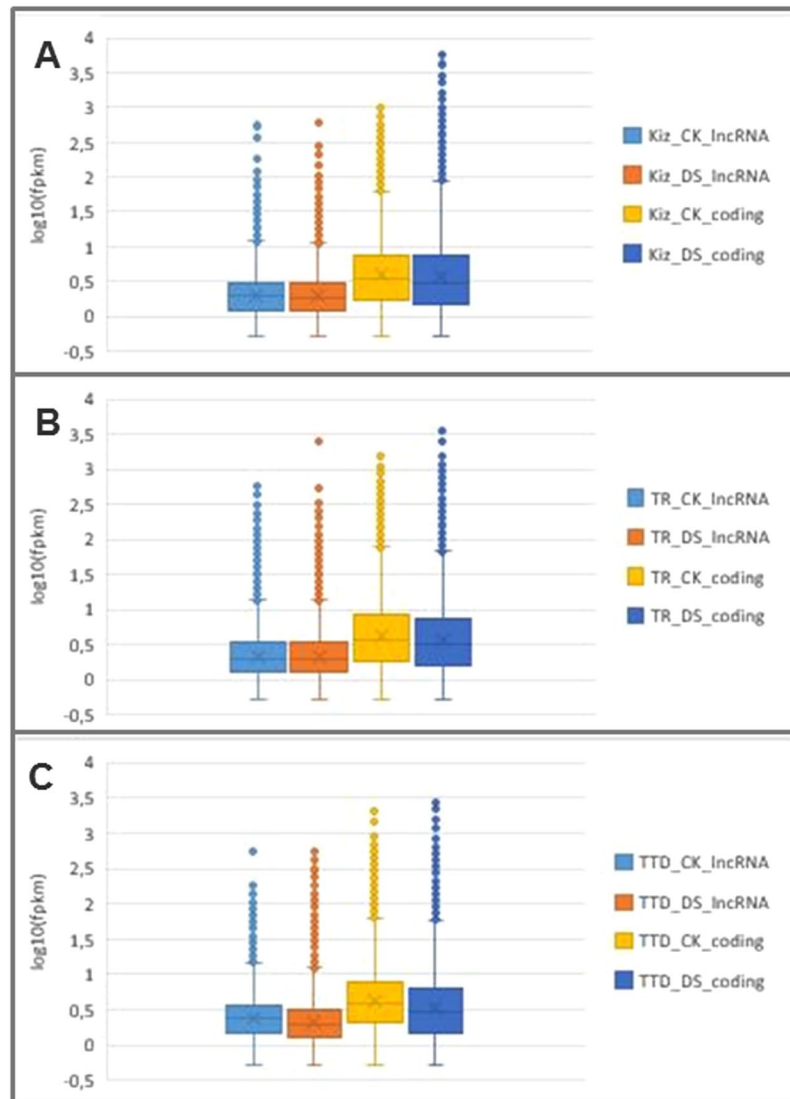 A
4
3,5
3
2,5
2
1,5
1
0,5
0
-0,5
log10(fpkm)
Kiz_CK_lncRNA
Kiz_DS_lncRNA
Kiz_CK_coding
Kiz_DS_coding
B
4
3,5
3
2,5
2
1,5
1
0,5
0
-0,5
log10(fpkm)
TR_CK_lncRNA
TR_DS_lncRNA
TR_CK_coding
TR_DS_coding
C
4
3,5
3
2,5
2
1,5
1
0,5
0
-0,5
log10(fpkm)
TTD_CK_lncRNA
TTD_DS_lncRNA
TTD_CK_coding
TTD_DS_coding